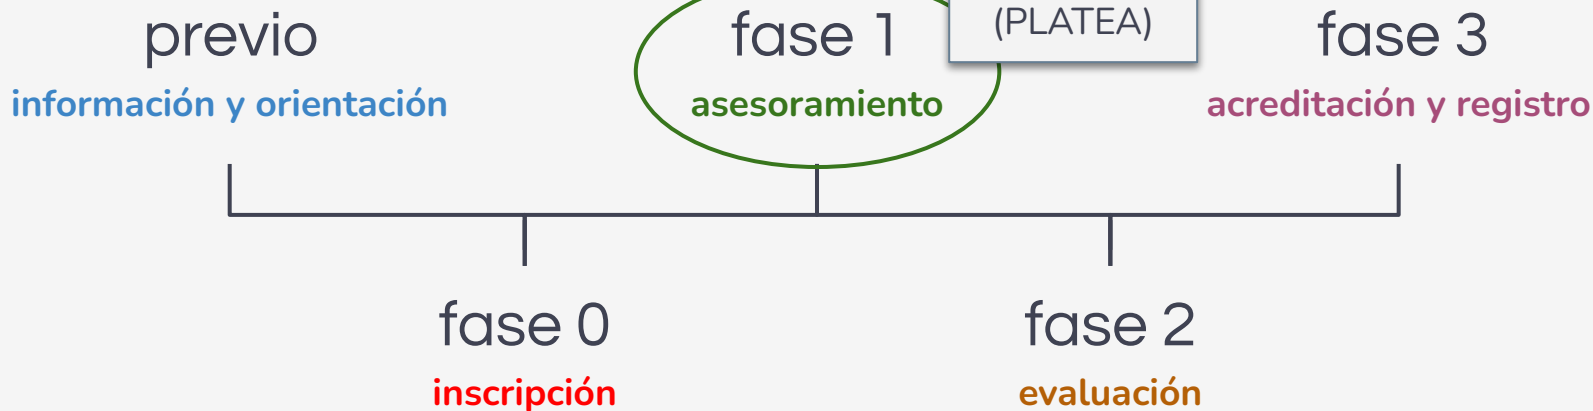 previo
información y orientación
fase 1
asesoramiento
(PLATEA)
fase 3
acreditación y registro
fase 0
inscripción
fase 2
evaluación